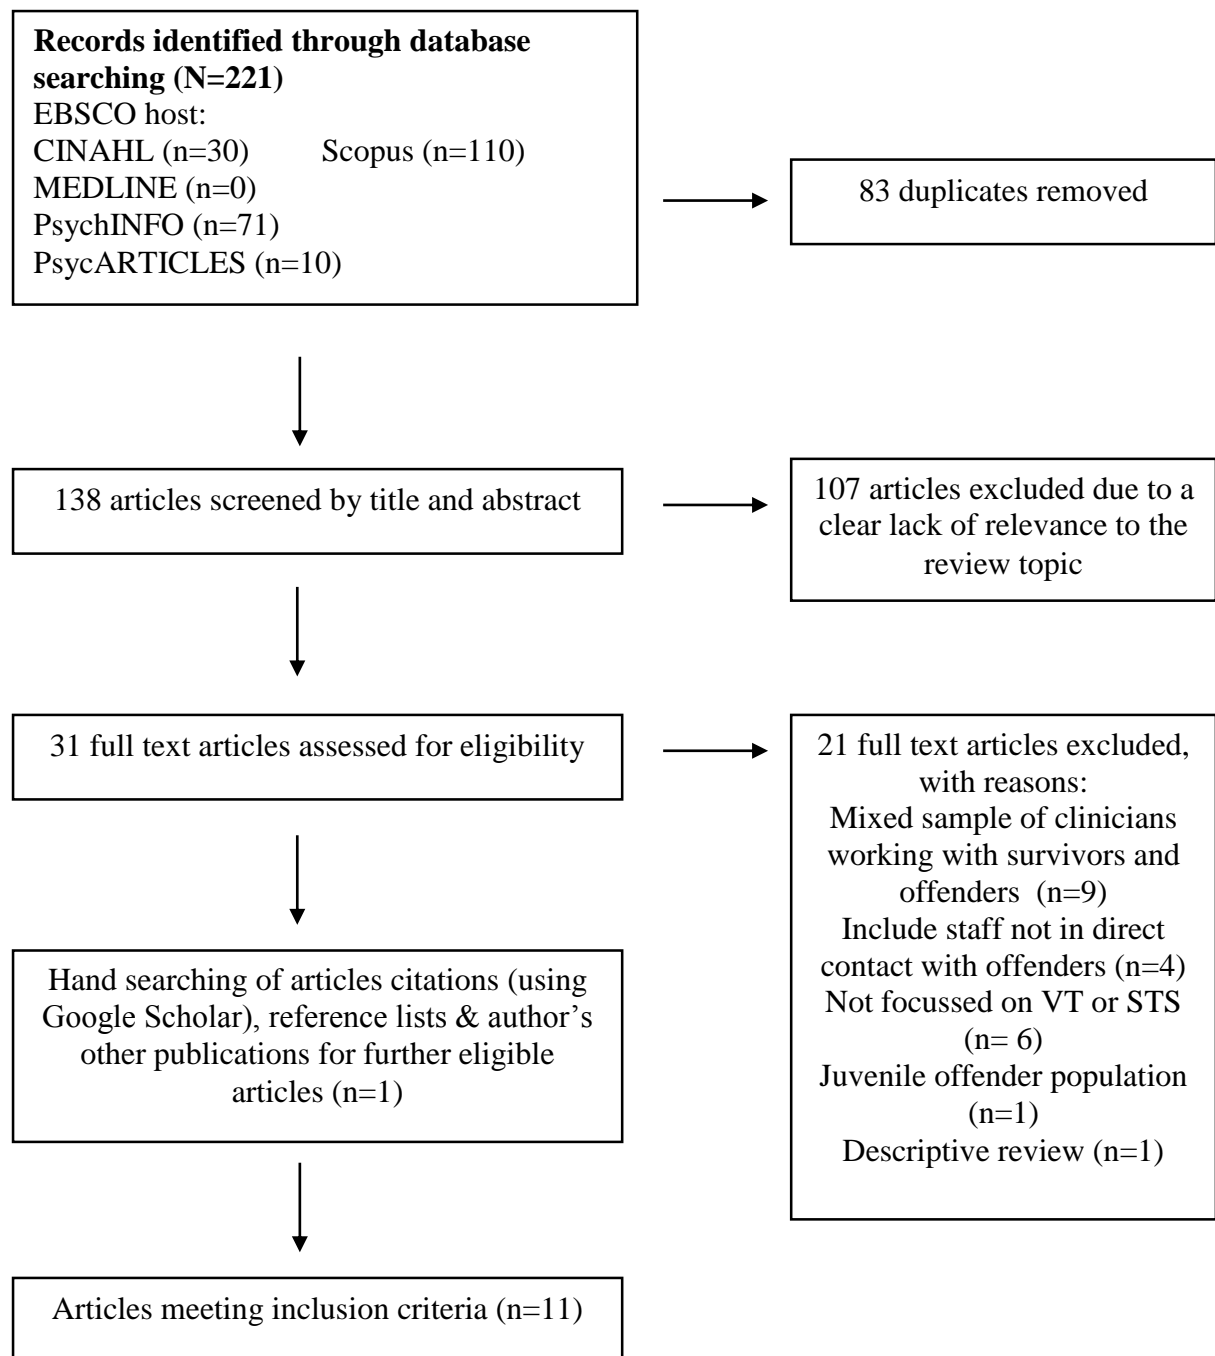 Records identified through database
searching (N=221)
EBSCO host:
CINAHL (n=30) Scopus (n=110)
MEDLINE (n=0)
PsychINFO (n=71)
PsycARTICLES (n=10)
83 duplicates removed
138 articles screened by title and abstract
107 articles excluded due to a
clear lack of relevance to the
review topic
31 full text articles assessed for eligibility
21 full text articles excluded,
with reasons:
Mixed sample of clinicians
working with survivors and
offenders (n=9)
Include staff not in direct
contact with offenders (n=4)
Not focussed on VT or STS
(n= 6)
Juvenile offender population
(n=1)
Descriptive review (n=1)
Hand searching of articles citations (using
Google Scholar), reference lists & author’s
other publications for further eligible
articles (n=1)
Articles meeting inclusion criteria (n=11)